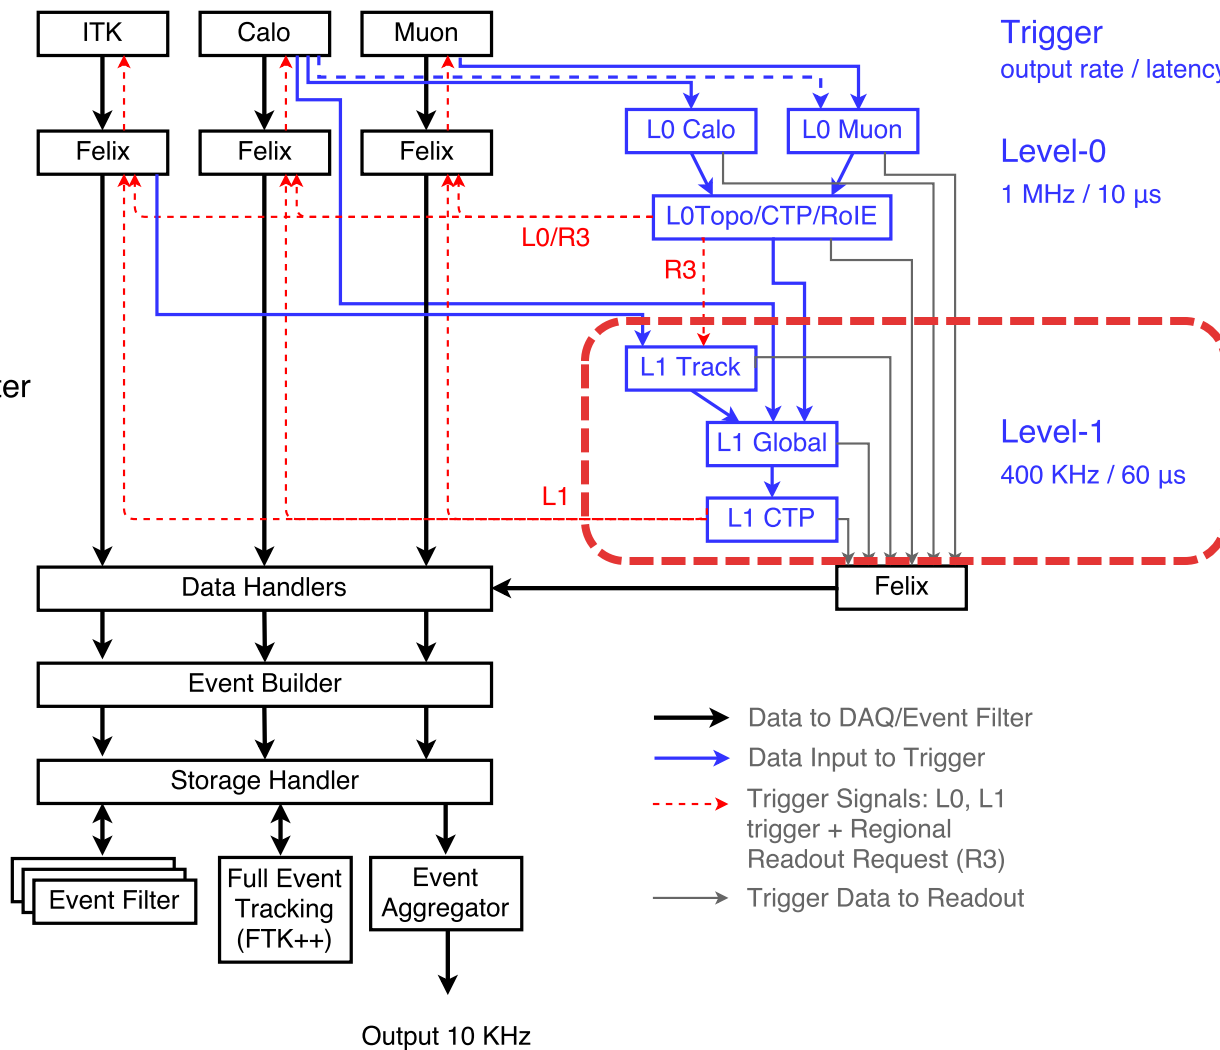 ITK
Calo
Muon
Trigger
output rate / latency
L0 Calo
L0 Muon
Felix
Felix
Felix
Level-0
1 MHz / 10 µs
L0Topo/CTP/RoIE
L0/R3
R3
L1 Track
ter
L1 Global
Level-1
400 KHz / 60 µs
L1
L1 CTP
Data Handlers
Felix
Event Builder
Storage Handler
Data to DAQ/Event Filter
Data Input to Trigger
Trigger Signals: L0, L1
trigger + Regional
Readout Request (R3)
Trigger Data to Readout
Event Filter
Full Event
Tracking
(FTK++)
Event
Aggregator
Output 10 KHz